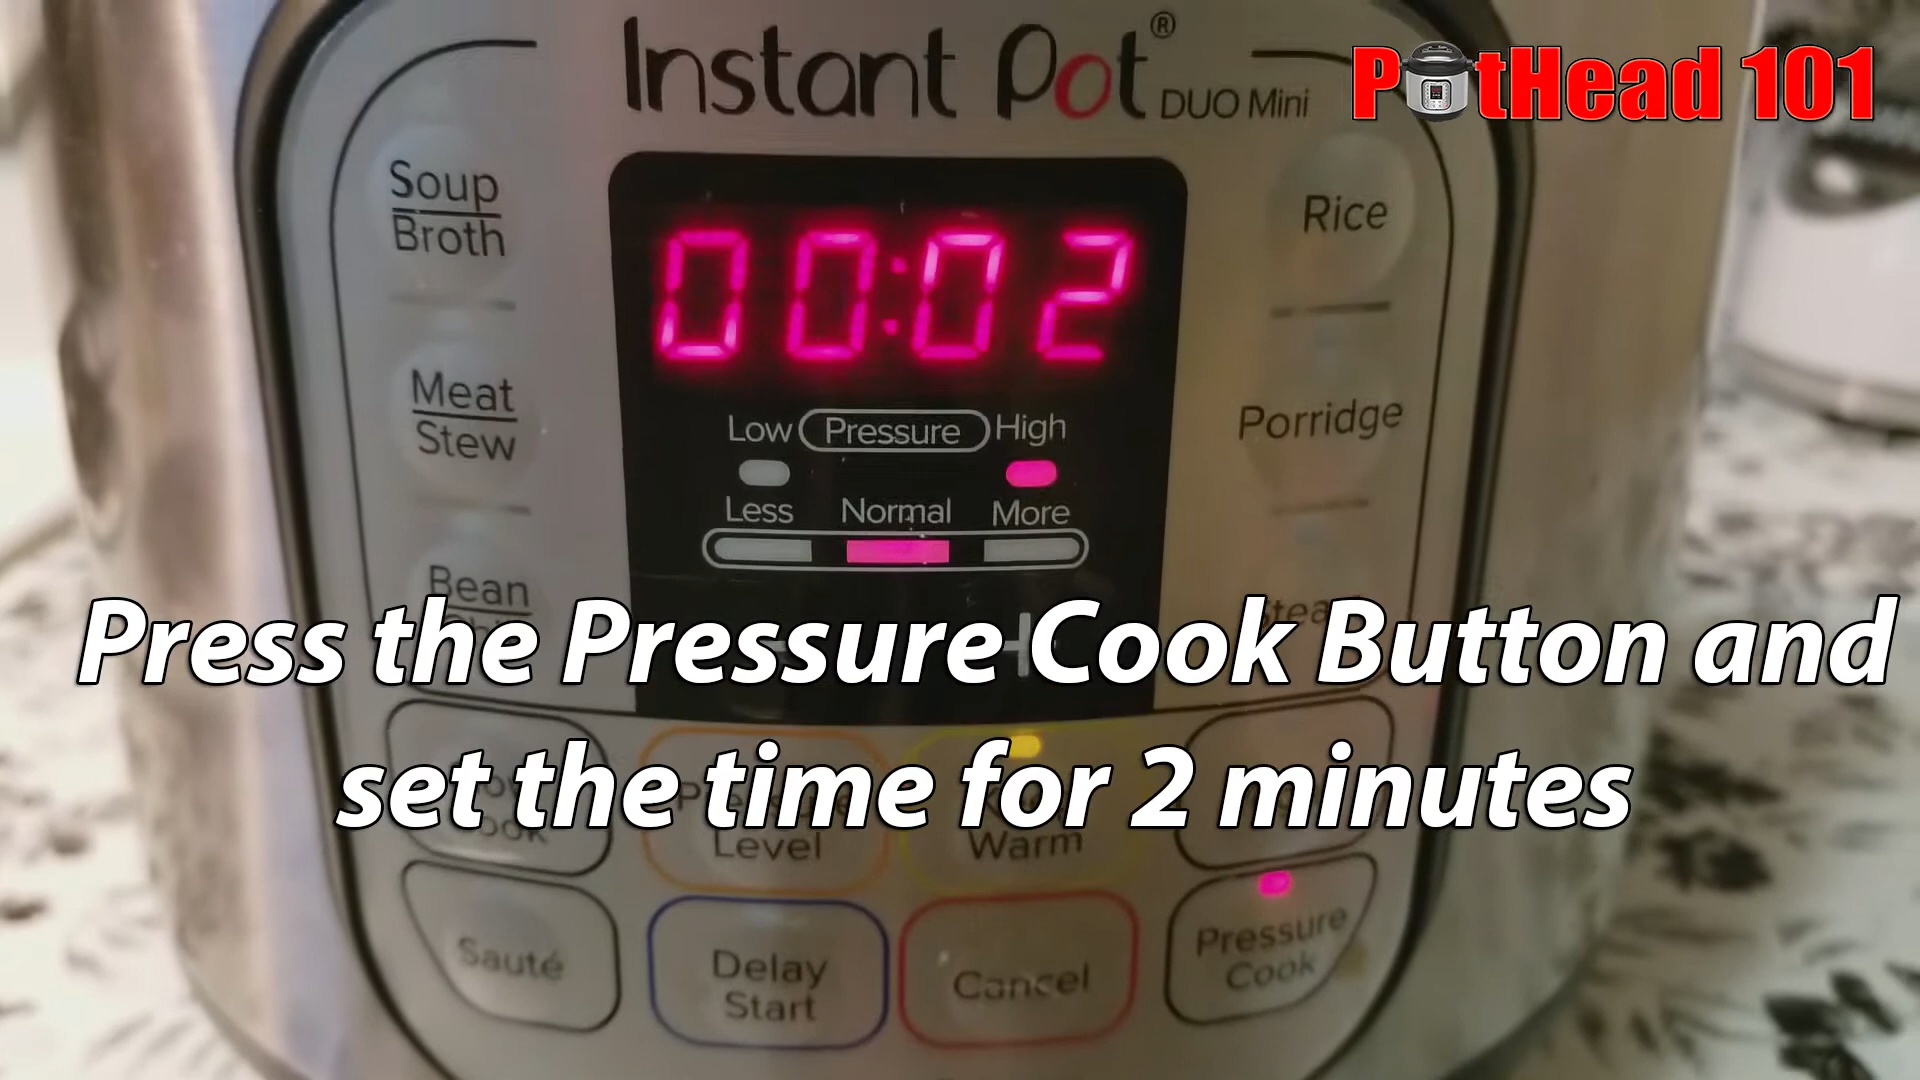 Instant Pot®
DUO Mini
P tHead 101
Soup
Broth
Rice
00:02
Low Pressure High
Meat
Stew
Porridge
Less Normal More
Bean
Press the Pressure Cook Button and
set the time for 2 minutes
+
Level
Warm
Sauté
Delay
Start
Cancel
Pressure
Cook